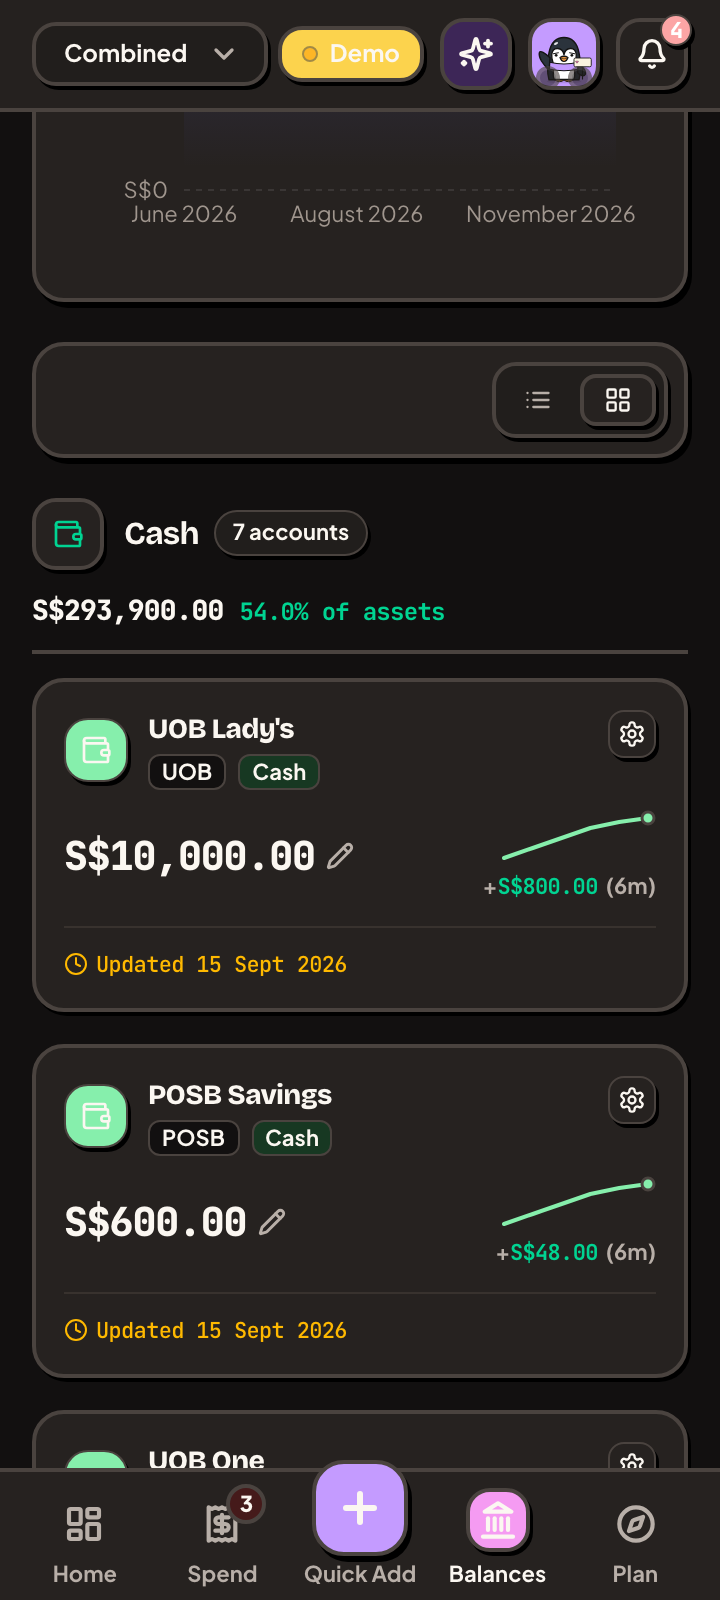 Combined
Demo
4
S$0
June 2026 August 2026 November 2026
Cash 7 accounts
S$293,900.00 54.0% of assets
UOB Lady's
UOB Cash
S$10,000.00
+S$800.00 (6m)
Updated 15 Sept 2026
POSB Savings
POSB Cash
S$600.00
+S$48.00 (6m)
Updated 15 Sept 2026
UOB One
3
Home Spend Quick Add Balances Plan